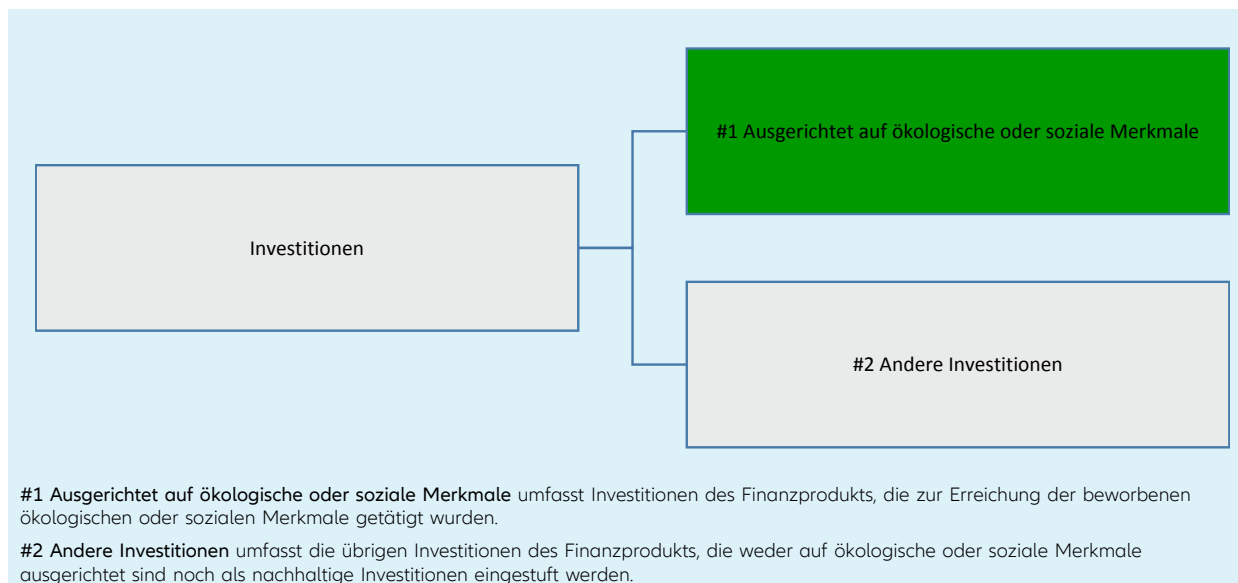 #1 Ausgerichtet auf ökologische oder soziale Merkmale
Investitionen
#2 Andere Investitionen
#1 Ausgerichtet auf ökologische oder soziale Merkmale umfasst Investitionen des Finanzprodukts, die zur Erreichung der beworbenen
ökologischen oder sozialen Merkmale getätigt wurden.
#2 Andere Investitionen umfasst die übrigen Investitionen des Finanzprodukts, die weder auf ökologische oder soziale Merkmale
ausgerichtet sind noch als nachhaltige Investitionen eingestuft werden.